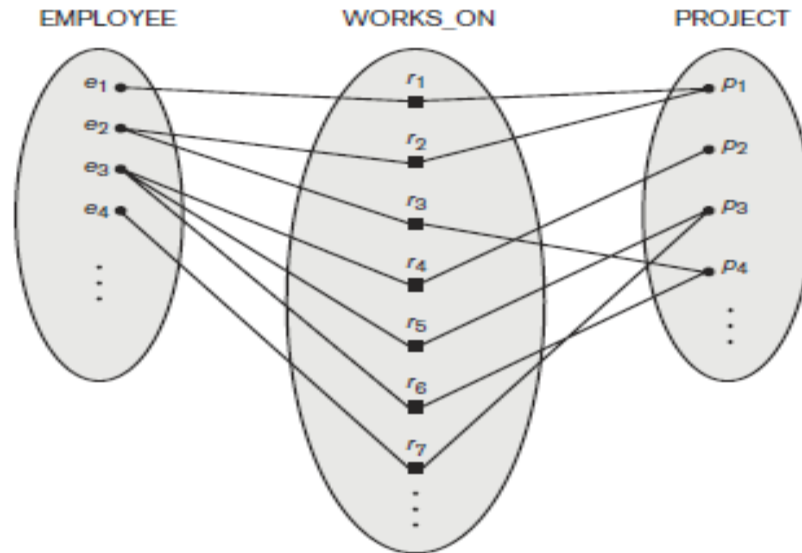 EMPLOYEE WORKS_ON PROJECT
e1 r1 p1
e2 r2 p2
e3 r3 p3
e4 r4 p4
r5
r6
r7